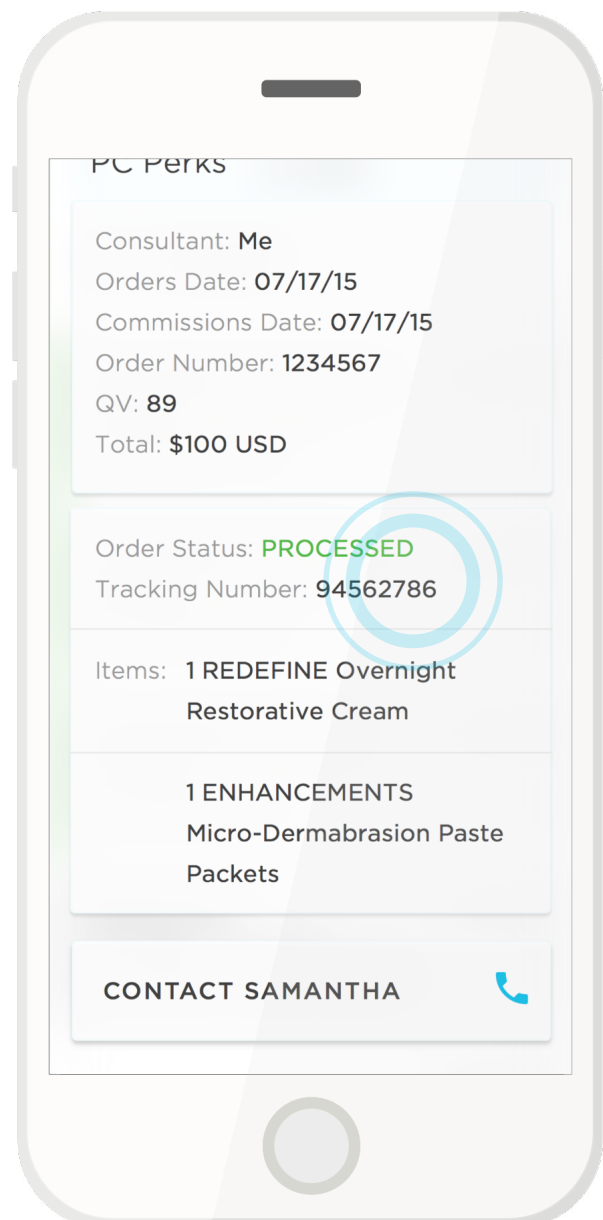 PC Perks
Consultant: Me
Orders Date: 07/17/15
Commissions Date: 07/17/15
Order Number: 1234567
QV: 89
Total: $100 USD
Order Status: PROCESSED
Tracking Number: 94562786
Items: 1 REDEFINE Overnight
Restorative Cream
1 ENHANCEMENTS
Micro-Dermabrasion Paste
Packets
CONTACT SAMANTHA